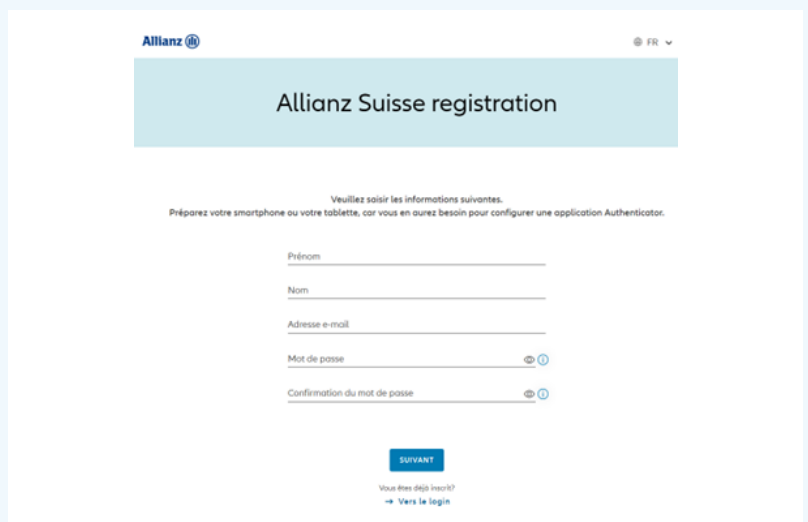 Allianz
FR
Allianz Suisse registration
Veuillez saisir les informations suivantes.
Préparez votre smartphone ou votre tablette, car vous en aurez besoin pour configurer une application Authenticator.
Prénom
Nom
Adresse e-mail
Mot de passe
Confirmation du mot de passe
SUIVANT
Vous êtes déjà inscrit?
→ Vers le login